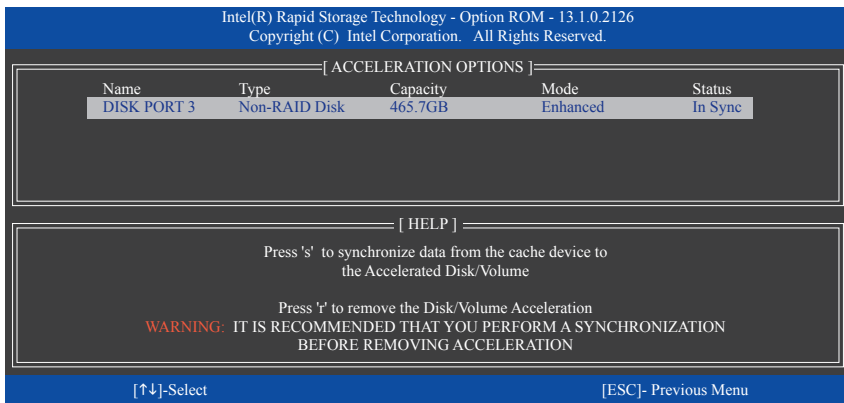 Intel(R) Rapid Storage Technology - Option ROM - 13.1.0.2126
Copyright (C) Intel Corporation. All Rights Reserved.
[ ACCELERATION OPTIONS ]
Name Type Capacity Mode Status
DISK PORT 3 Non-RAID Disk 465.7GB Enhanced In Sync
[ HELP ]
Press 's' to synchronize data from the cache device to
the Accelerated Disk/Volume
Press 'r' to remove the Disk/Volume Acceleration
WARNING: IT IS RECOMMENDED THAT YOU PERFORM A SYNCHRONIZATION
BEFORE REMOVING ACCELERATION
[↑↓]-Select [ESC]- Previous Menu